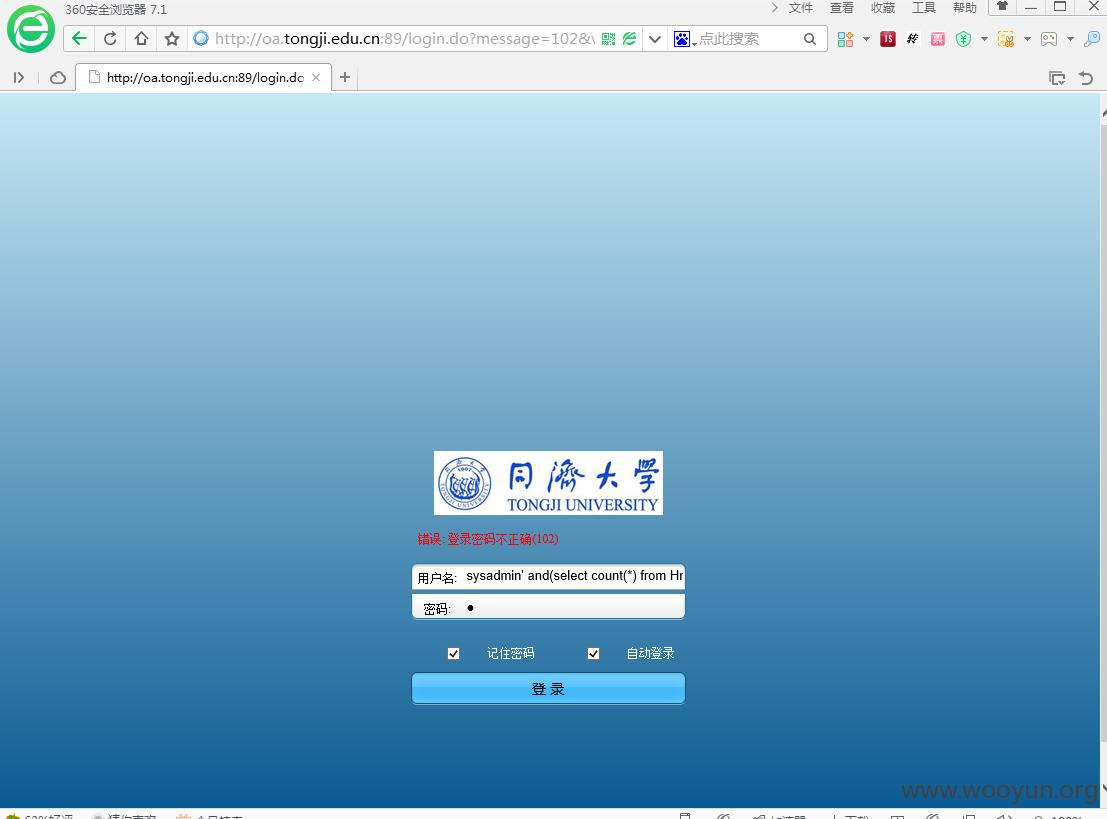 360安全浏览器 7.1
文件 查看 收藏 工具 帮助
http://oa.tongji.edu.cn:89/login.do?message=102&v
点此搜索
http://oa.tongji.edu.cn:89/login.do
同濟大學
TONGJI UNIVERSITY
错误: 登录密码不正确(102)
用户名: sysadmin' and(select count(*) from Hr
密码: ●
记住密码 自动登录
登 录
www.wooyun.org